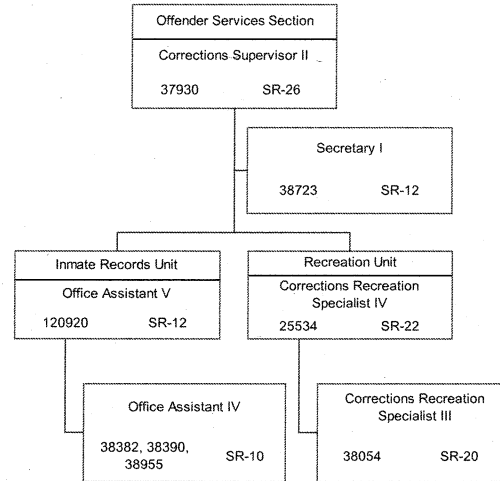 Offender Services Section
Corrections Supervisor II
37930 SR-26
Secretary I
38723 SR-12
Inmate Records Unit
Office Assistant V
120920 SR-12
Recreation Unit
Corrections Recreation
Specialist IV
25534 SR-22
Office Assistant IV
38382, 38390,
38955 SR-10
Corrections Recreation
Specialist III
38054 SR-20